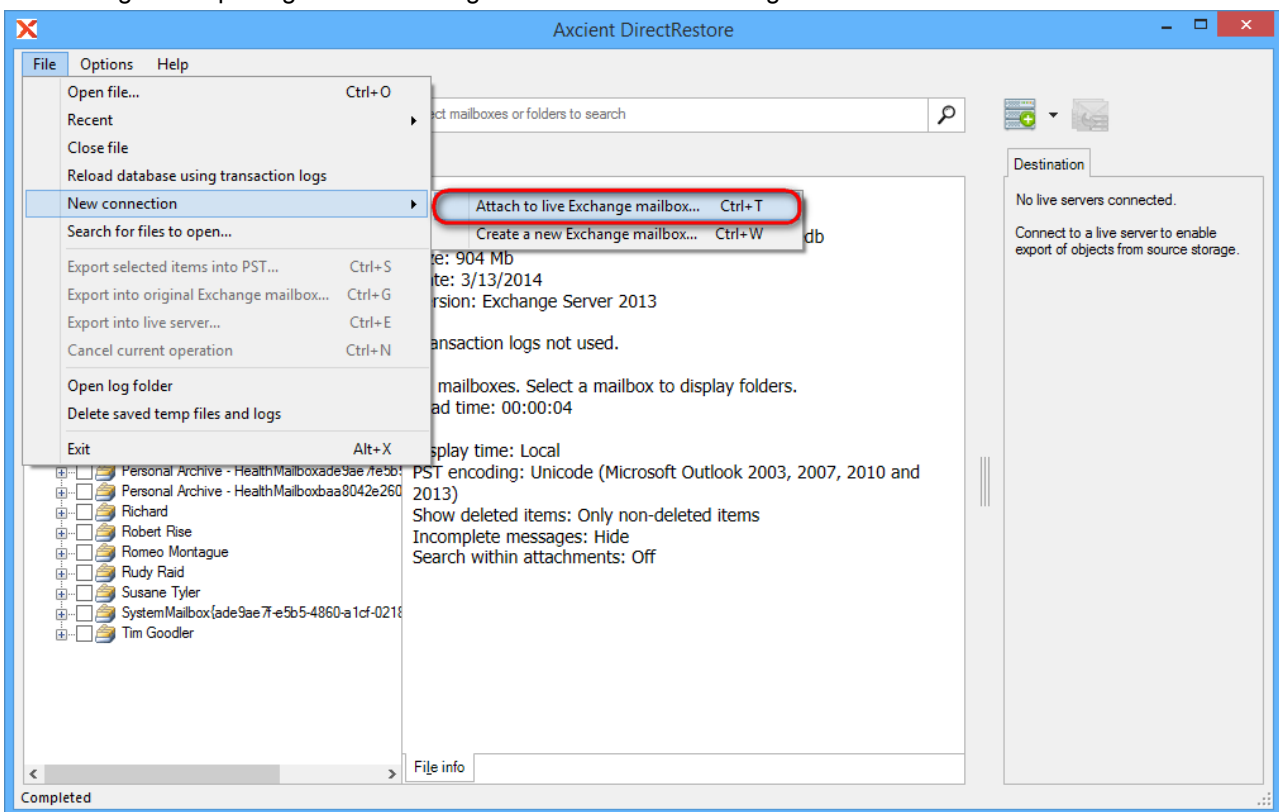 Axcient DirectRestore
File Options Help
Open file... Ctrl+O
Recent
Close file
Reload database using transaction logs
New connection
Search for files to open...
Export selected items into PST... Ctrl+S
Export into original Exchange mailbox... Ctrl+G
Export into live server... Ctrl+E
Cancel current operation Ctrl+N
Open log folder
Delete saved temp files and logs
Exit Alt+X
Attach to live Exchange mailbox... Ctrl+T
Create a new Exchange mailbox... Ctrl+W
mailboxes or folders to search
db
904 Mb
3/13/2014
Exchange Server 2013
logs not used.
mailboxes. Select a mailbox to display folders.
time: 00:00:04
time: Local
PST encoding: Unicode (Microsoft Outlook 2003, 2007, 2010 and
2013)
Show deleted items: Only non-deleted items
Incomplete messages: Hide
Search within attachments: Off
Personal Archive - HealthMailboxade9ae7fe5b5
Personal Archive - HealthMailboxbaa8042e260
Richard
Robert Rise
Romeo Montague
Rudy Raid
Susane Tyler
SystemMailbox{ade9ae7f-e5b5-4860-a1cf-0218
Tim Goodler
File info
Destination
No live servers connected.
Connect to a live server to enable
export of objects from source storage.
Completed